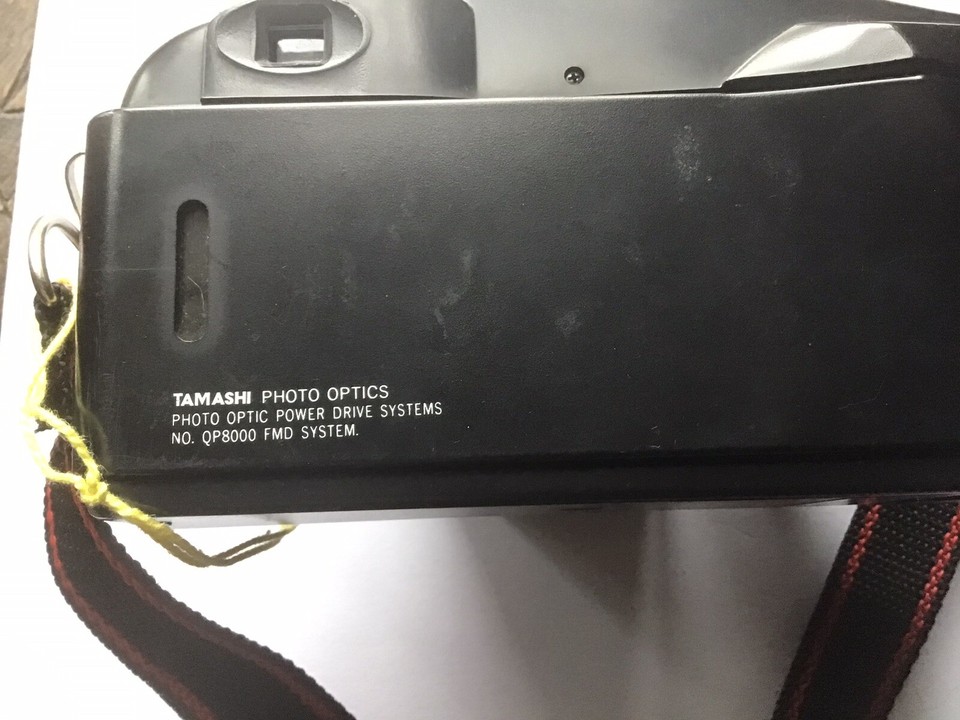 TAMASHI PHOTO OPTICS
PHOTO OPTIC POWER DRIVE SYSTEMS
NO. QP8000 FMD SYSTEM.